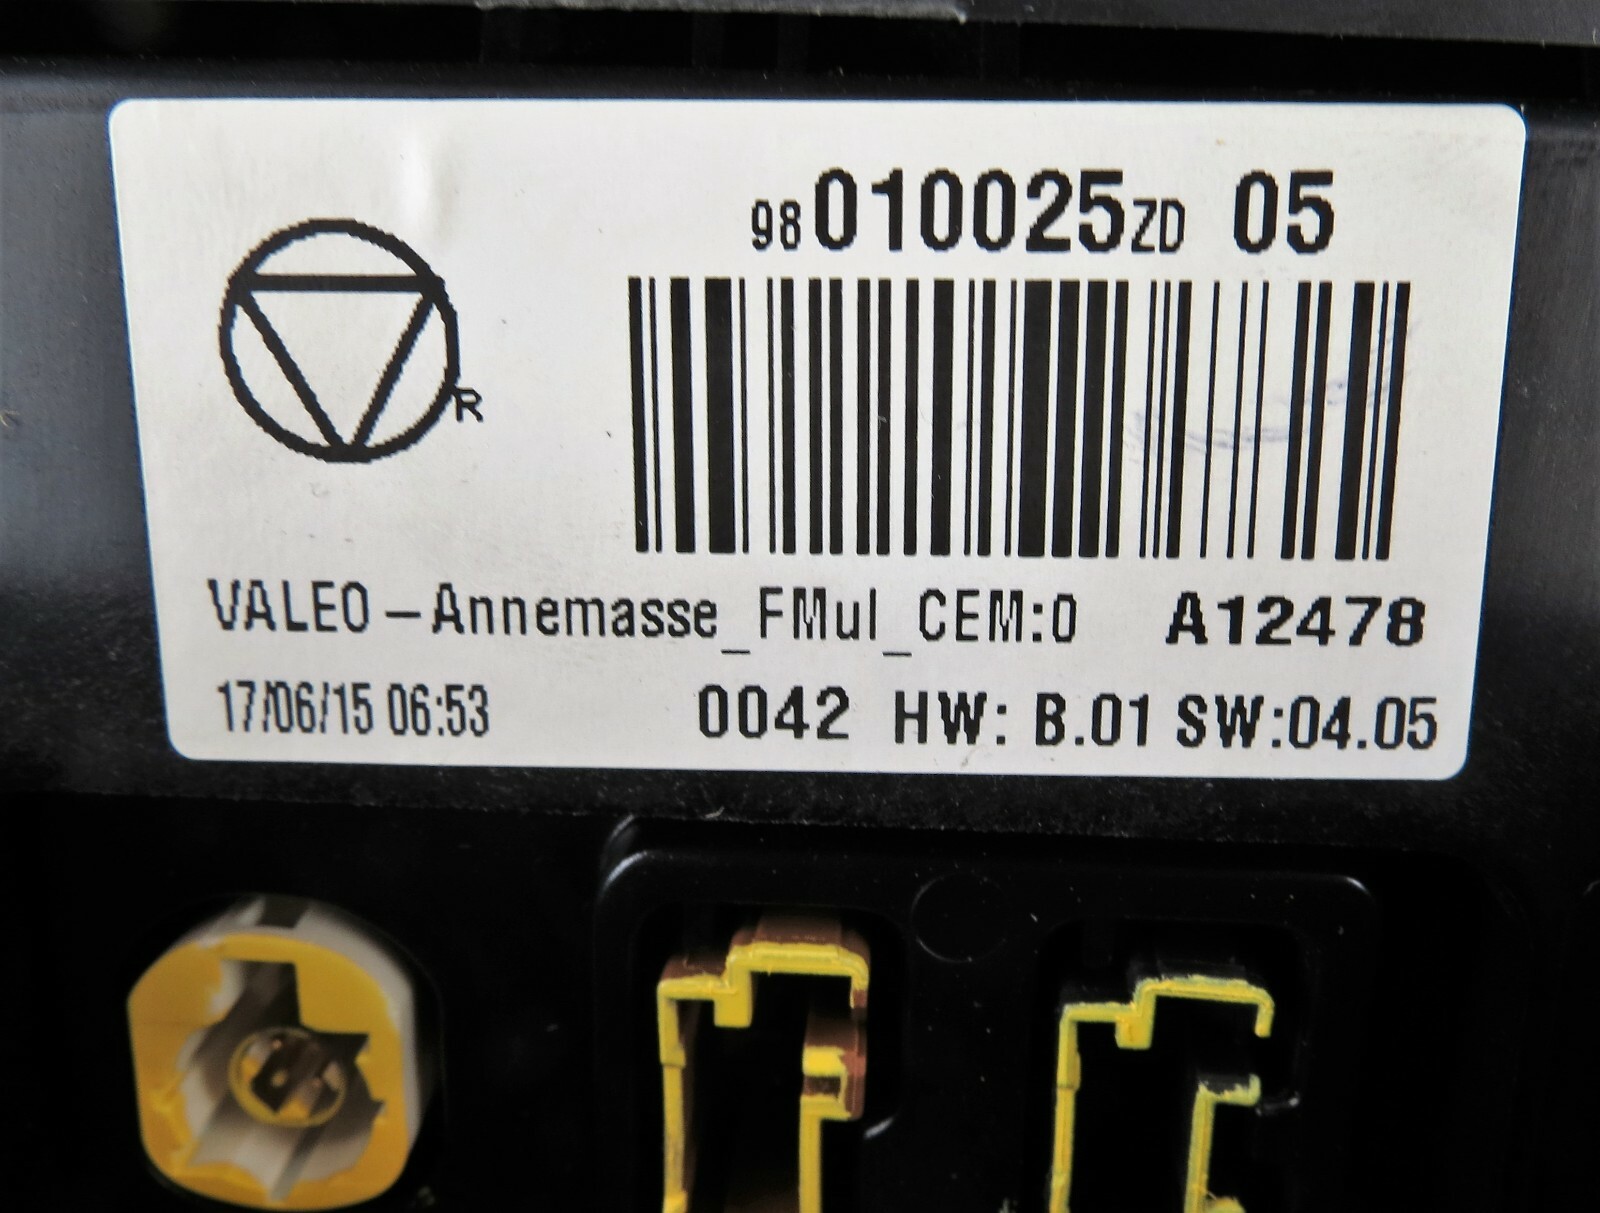 98010025ZD 05
R
VALEO-Annemasse_FMul_CEM:0 A12478
17/06/15 06:53 0042 HW: B.01 SW:04.05